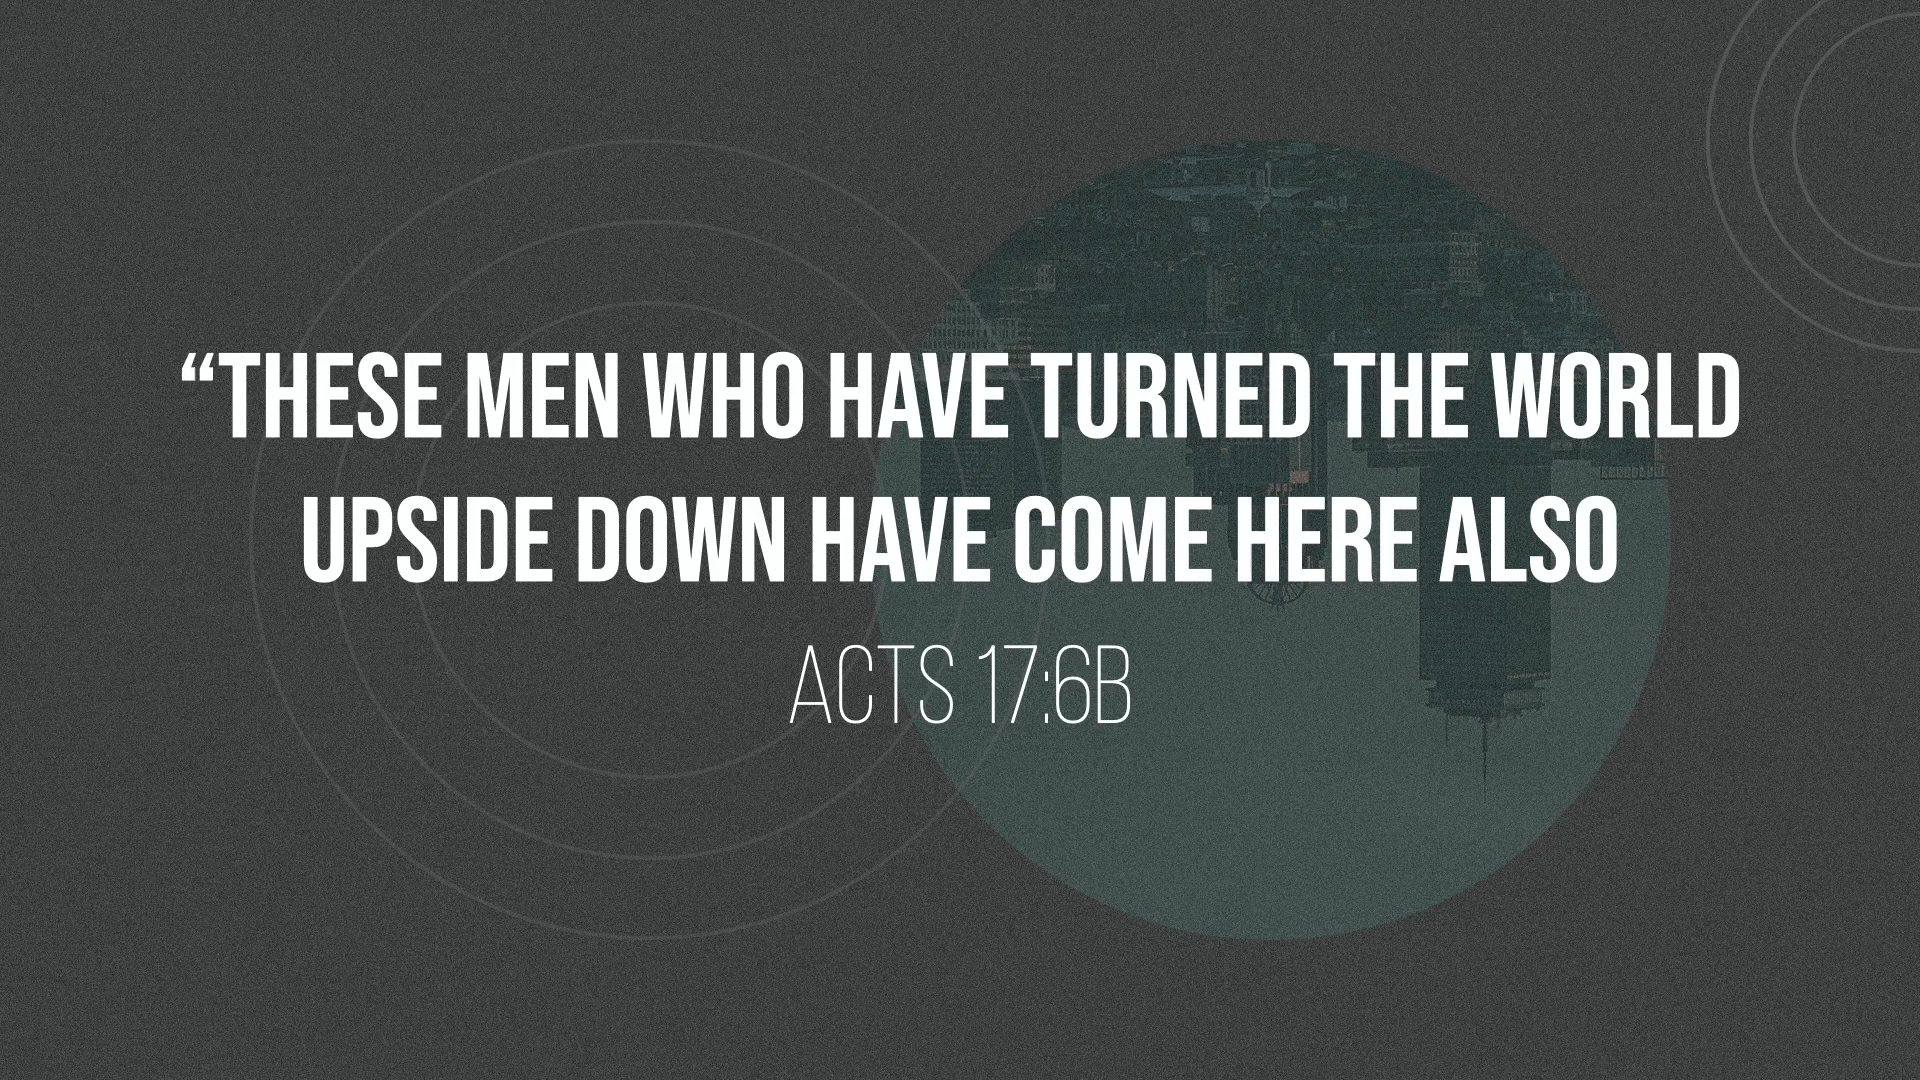 “THESE MEN WHO HAVE TURNED THE WORLD
UPSIDE DOWN HAVE COME HERE ALSO
ACTS 17:6B